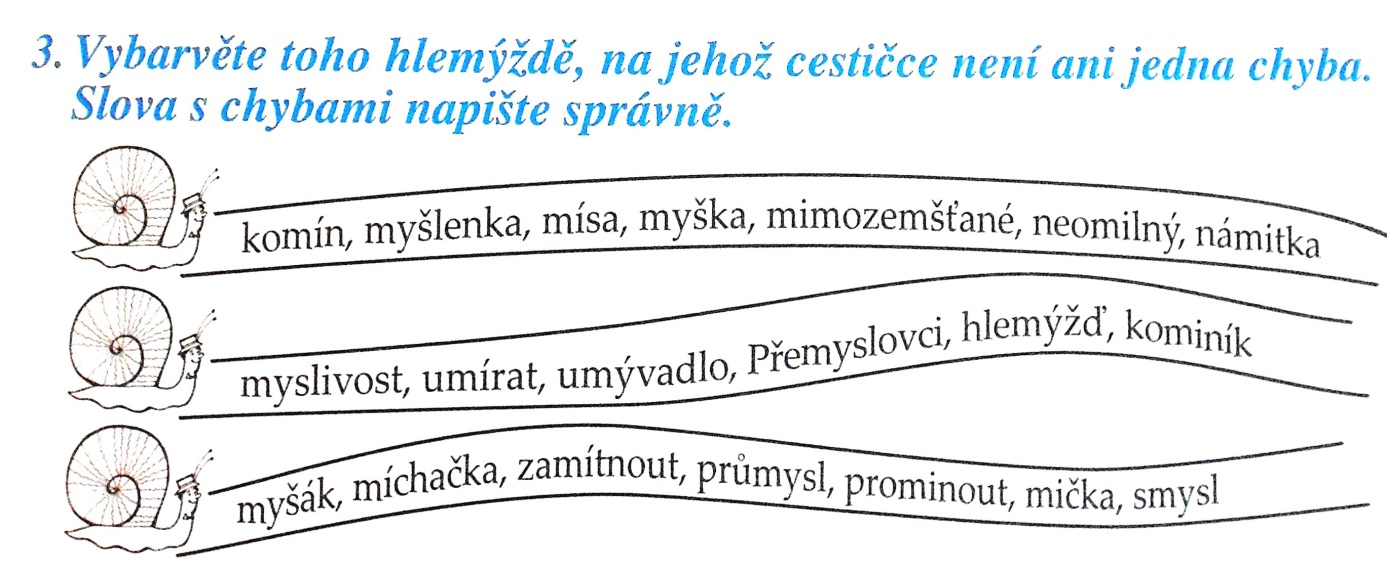 3. Vybarvěte toho hlemýždě, na jehož cestičce není ani jedna chyba.
Slova s chybami napište správně.
komín, myšlenka, mísa, myška, mimozemšťané, neomilný, námitka
myslivost, umírat, umývadlo, Přemyslovci, hlemýžď, kominík
myšák, míchačka, zamítnout, průmysl, prominout, mička, smysl